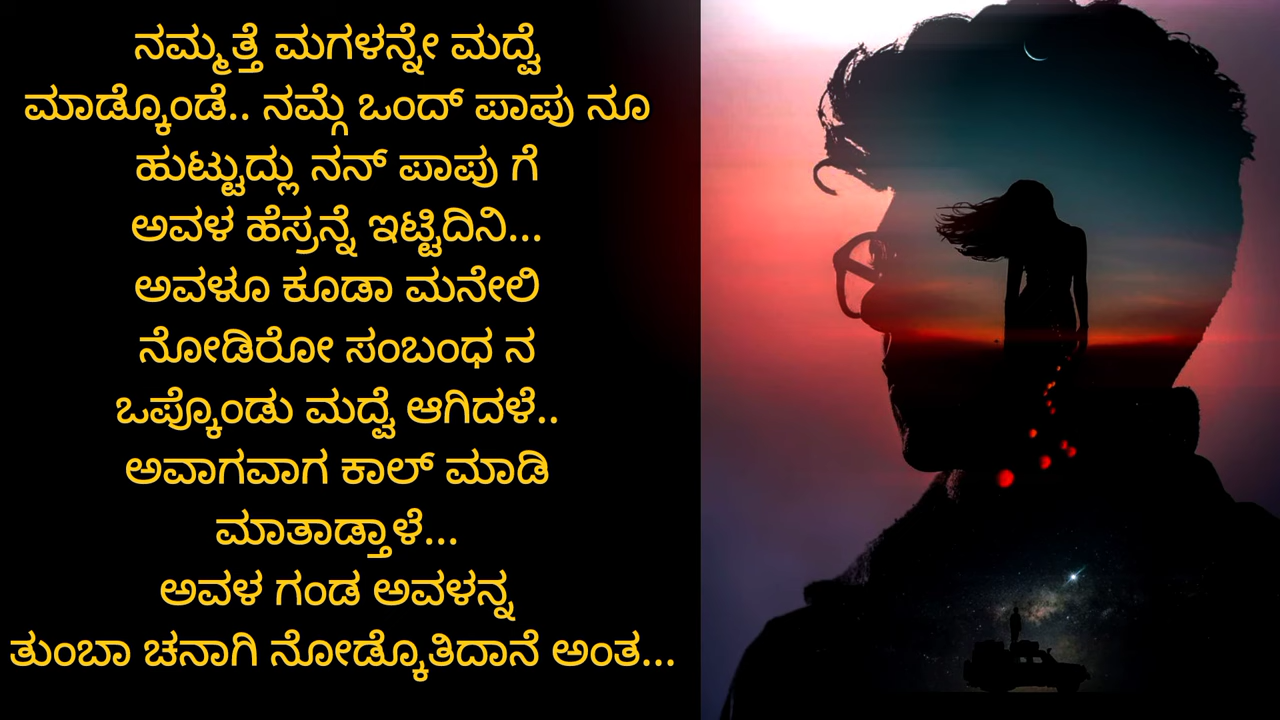 ನಮ್ಮತ್ತೆ ಮಗಳನ್ನೇ ಮದ್ವೆ
ಮಾಡ್ಕೊಂಡೆ.. ನಮ್ಗೆ ಒಂದ್ ಪಾಪು ನೂ
ಹುಟ್ಟುದ್ಲು ನನ್ ಪಾಪು ಗೆ
ಅವಳ ಹೆಸ್ರನ್ನೆ ಇಟ್ಟಿದಿನಿ...
ಅವಳೂ ಕೂಡಾ ಮನೇಲಿ
ನೋಡಿರೋ ಸಂಬಂಧ ನ
ಒಪ್ಕೊಂಡು ಮದ್ವೆ ಆಗಿದಳೆ..
ಅವಾಗವಾಗ ಕಾಲ್ ಮಾಡಿ
ಮಾತಾಡ್ತಾಳೆ...
ಅವಳ ಗಂಡ ಅವಳನ್ನ
ತುಂಬಾ ಚನಾಗಿ ನೋಡ್ಕೊತಿದಾನೆ ಅಂತ...